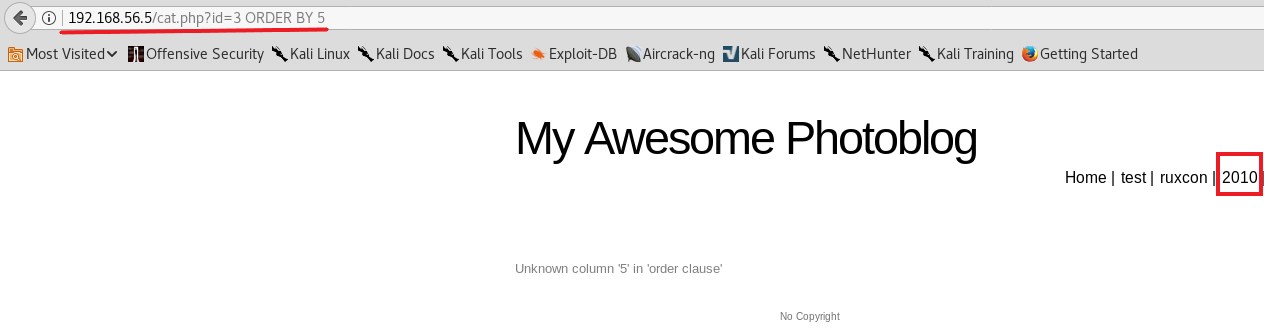 192.168.56.5/cat.php?id=3 ORDER BY 5
Most Visited Offensive Security Kali Linux Kali Docs Kali Tools Exploit-DB Aircrack-ng Kali Forums NetHunter Kali Training Getting Started
My Awesome Photoblog
Home | test | ruxcon | 2010 |
Unknown column '5' in 'order clause'
No Copyright